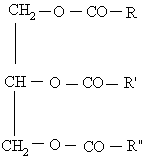 CH₂ — O — CO — R
CH — O — CO — R'
CH₂ — O — CO — R"